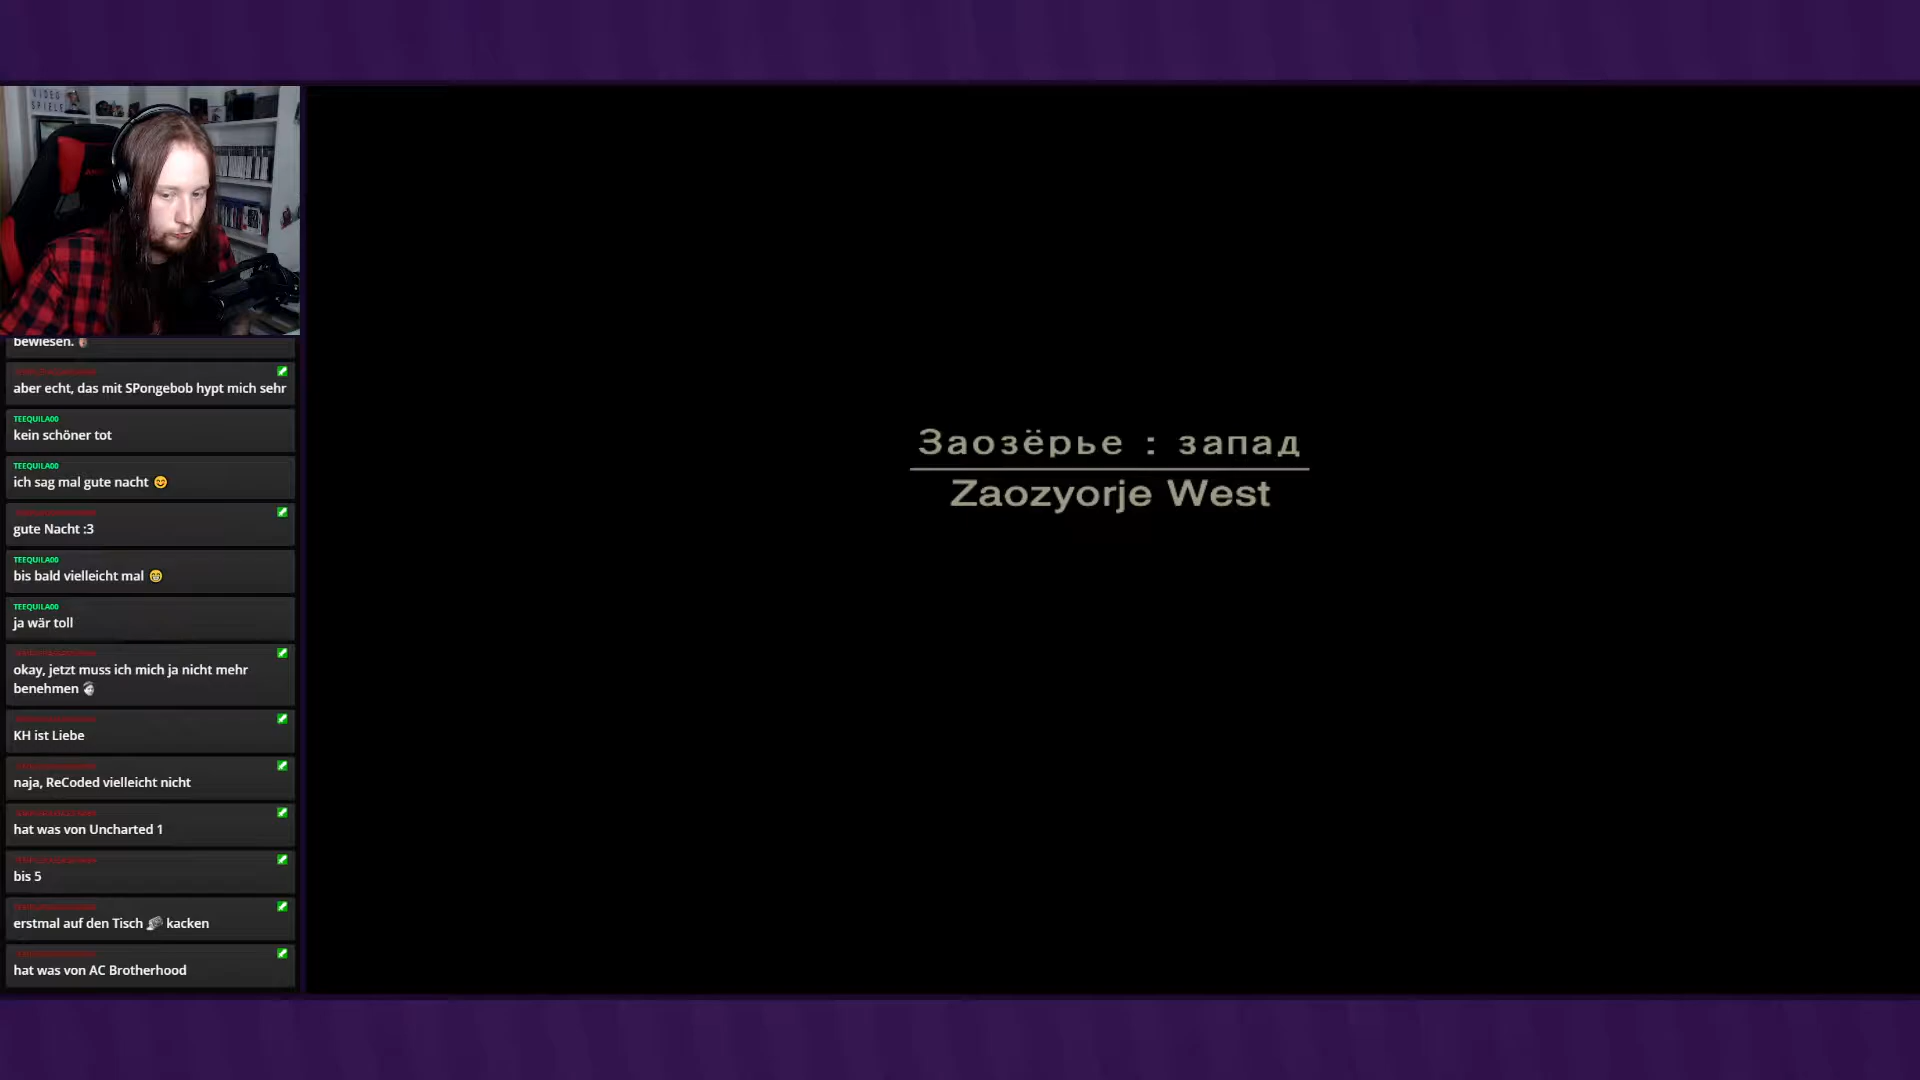 VIDEO
SPIELE
bewiesen.
aber echt, das mit SPongebob hypt mich sehr
TEEQUILA00
kein schöner tot
TEEQUILA00
ich sag mal gute nacht 😊
gute Nacht :3
TEEQUILA00
bis bald vielleicht mal 😁
TEEQUILA00
ja wär toll
okay, jetzt muss ich mich ja nicht mehr
benehmen
KH ist Liebe
naja, ReCoded vielleicht nicht
hat was von Uncharted 1
bis 5
erstmal auf den Tisch kacken
hat was von AC Brotherhood
Заозёрье : запад
Zaozyorje West